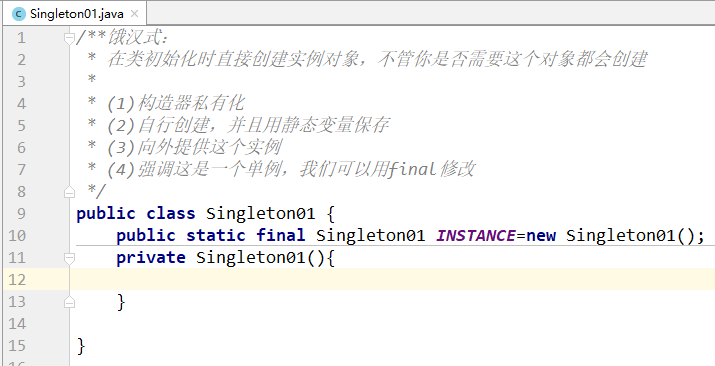 Singleton01.java
1 /**饿汉式：
2 * 在类初始化时直接创建实例对象，不管你是否需要这个对象都会创建
3 *
4 * (1)构造器私有化
5 * (2)自行创建，并且用静态变量保存
6 * (3)向外提供这个实例
7 * (4)强调这是一个单例，我们可以用final修改
8 */
9 public class Singleton01 {
10 public static final Singleton01 INSTANCE=new Singleton01();
11 private Singleton01(){
12
13 }
14
15 }